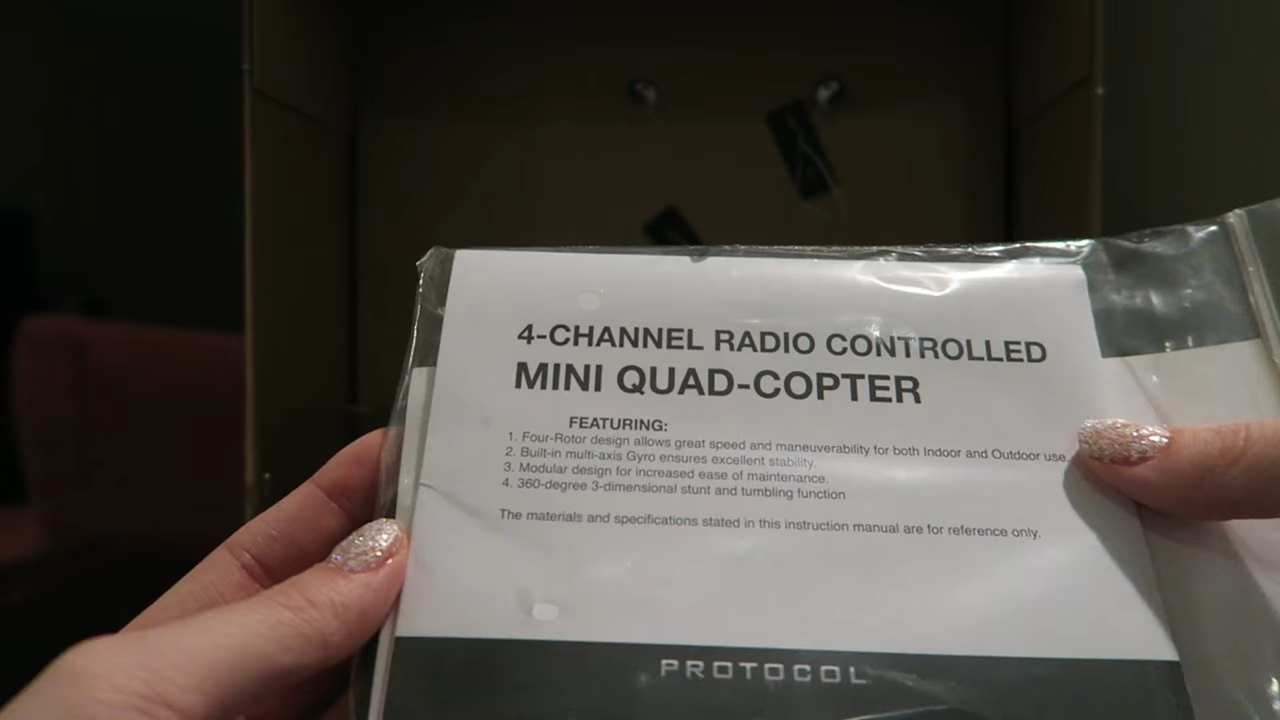 4-CHANNEL RADIO CONTROLLED
MINI QUAD-COPTER
FEATURING:
1. Four-Rotor design allows great speed and maneuverability for both Indoor and Outdoor use.
2. Built-in multi-axis Gyro ensures excellent stability.
3. Modular design for increased ease of maintenance.
4. 360-degree 3-dimensional stunt and tumbling function
The materials and specifications stated in this instruction manual are for reference only.
PROTOCOL